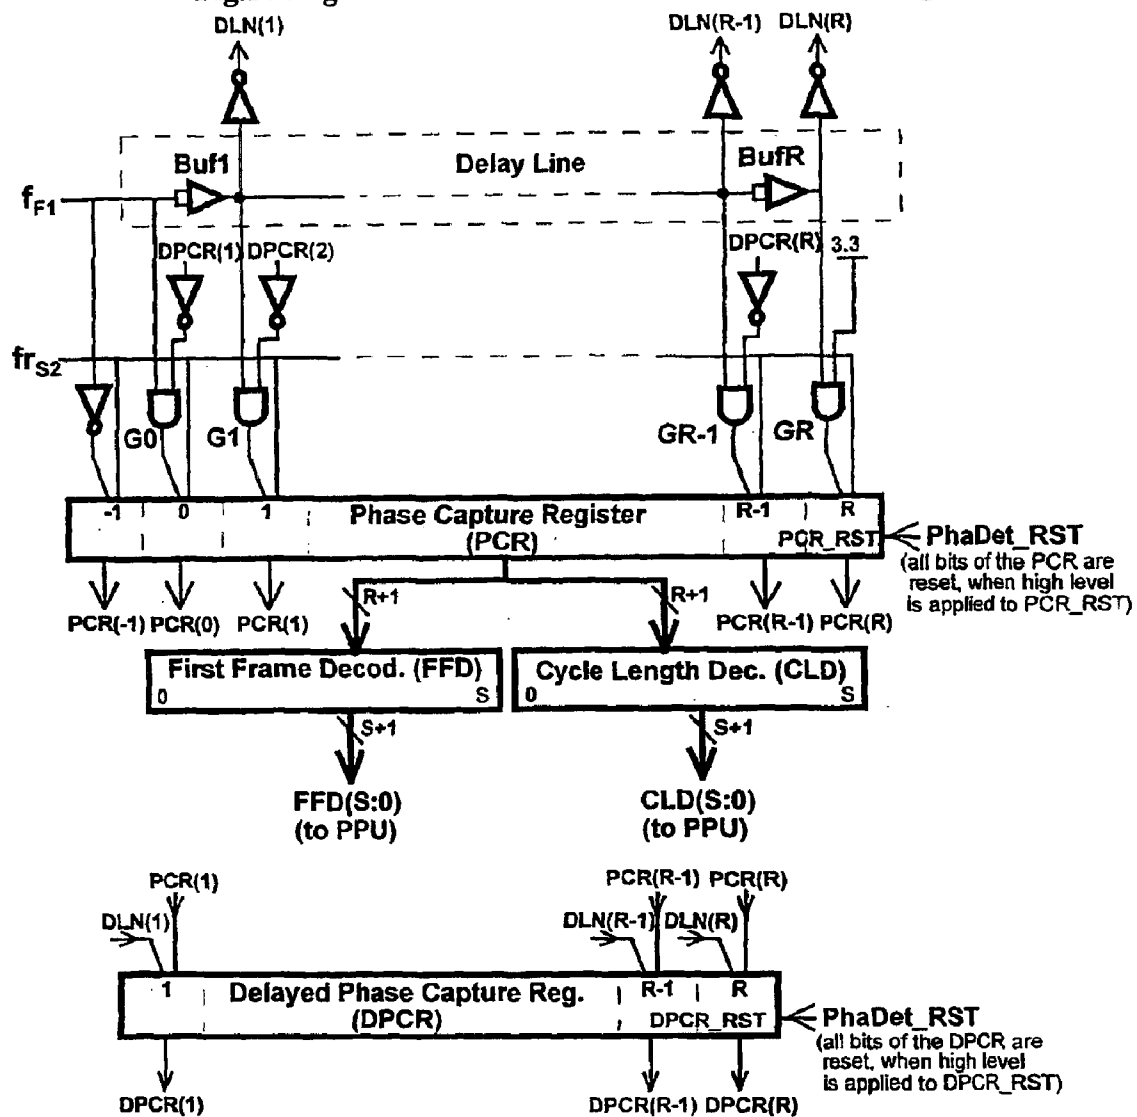 DLN(1)
DLN(R-1) DLN(R)
Buf1
Delay Line
BufR
fF1
DPCR(1) DPCR(2)
DPCR(R) 3.3
frS2
G0
G1
GR-1
GR
-1 0 1
Phase Capture Register
(PCR)
R-1 R
PCR_RST
PhaDet_RST
(all bits of the PCR are
reset, when high level
is applied to PCR_RST)
R+1
R+1
PCR(-1) PCR(0) PCR(1)
PCR(R-1) PCR(R)
First Frame Decod. (FFD)
0 S
Cycle Length Dec. (CLD)
0 S
S+1
S+1
FFD(S:0)
(to PPU)
CLD(S:0)
(to PPU)
PCR(1)
PCR(R-1) PCR(R)
DLN(1)
DLN(R-1) DLN(R)
1
Delayed Phase Capture Reg.
(DPCR)
R-1 R
DPCR_RST
PhaDet_RST
(all bits of the DPCR are
reset, when high level
is applied to DPCR_RST)
DPCR(1)
DPCR(R-1) DPCR(R)